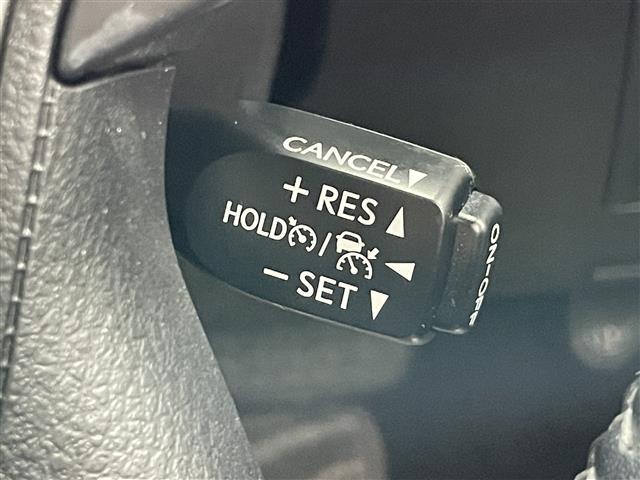 CANCEL▼
+ RES ▲
HOLD / ◀
− SET ▼
ON-OFF